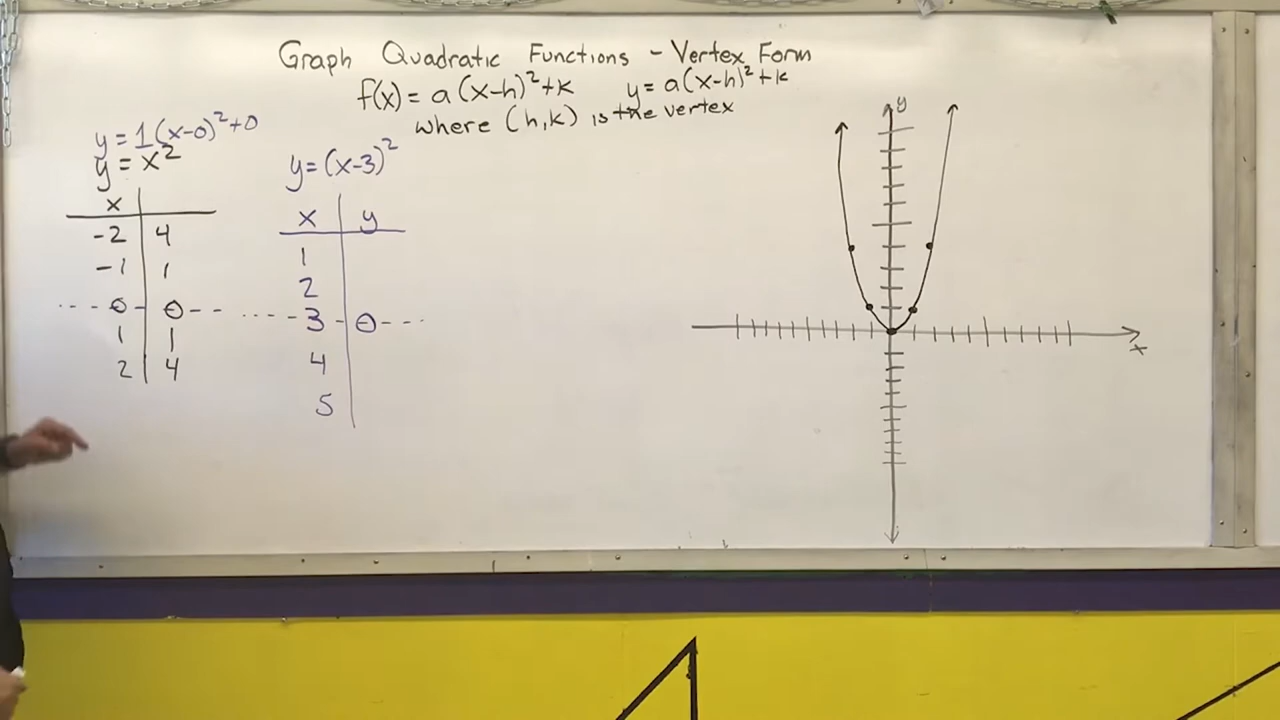 Graph Quadratic Functions - Vertex Form
f(x) = a(x-h)²+k y = a(x-h)²+k
where (h,k) is the vertex
y = 1(x-0)²+0
y = x²
x
-2 4
-1 1
0 0
1 1
2 4
y = (x-3)²
x y
1
2
3 0
4
5
y
x